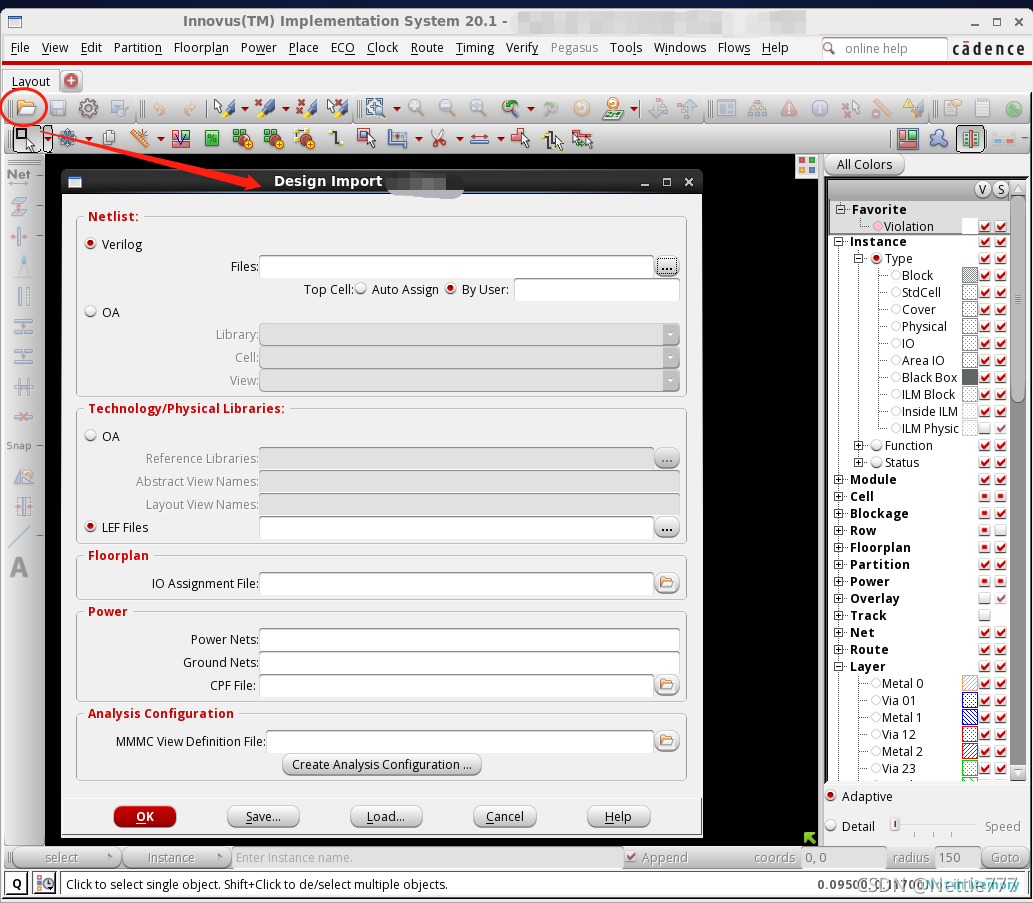 Innovus(TM) Implementation System 20.1 -
File View Edit Partition Floorplan Power Place ECO Clock Route Timing Verify Pegasus Tools Windows Flows Help online help cādence
Layout
All Colors
Net
Design Import
V S
Favorite
Violation
Instance
Type
Block
StdCell
Cover
Physical
IO
Area IO
Black Box
ILM Block
Inside ILM
ILM Physic
Function
Status
Module
Cell
Blockage
Row
Floorplan
Partition
Power
Overlay
Track
Net
Route
Layer
Metal 0
Via 01
Metal 1
Via 12
Metal 2
Via 23
Adaptive
Detail Speed
Snap
A
Netlist:
Verilog
Files: ...
Top Cell: Auto Assign By User:
OA
Library:
Cell:
View:
Technology/Physical Libraries:
OA
Reference Libraries: ...
Abstract View Names:
Layout View Names:
LEF Files ...
Floorplan
IO Assignment File:
Power
Power Nets:
Ground Nets:
CPF File:
Analysis Configuration
MMMC View Definition File:
Create Analysis Configuration ...
OK Save... Load... Cancel Help
select Instance Enter Instance name. Append coords 0, 0 radius 150 Goto
Q Click to select single object. Shift+Click to de/select multiple objects.
CSDN @Nettie777